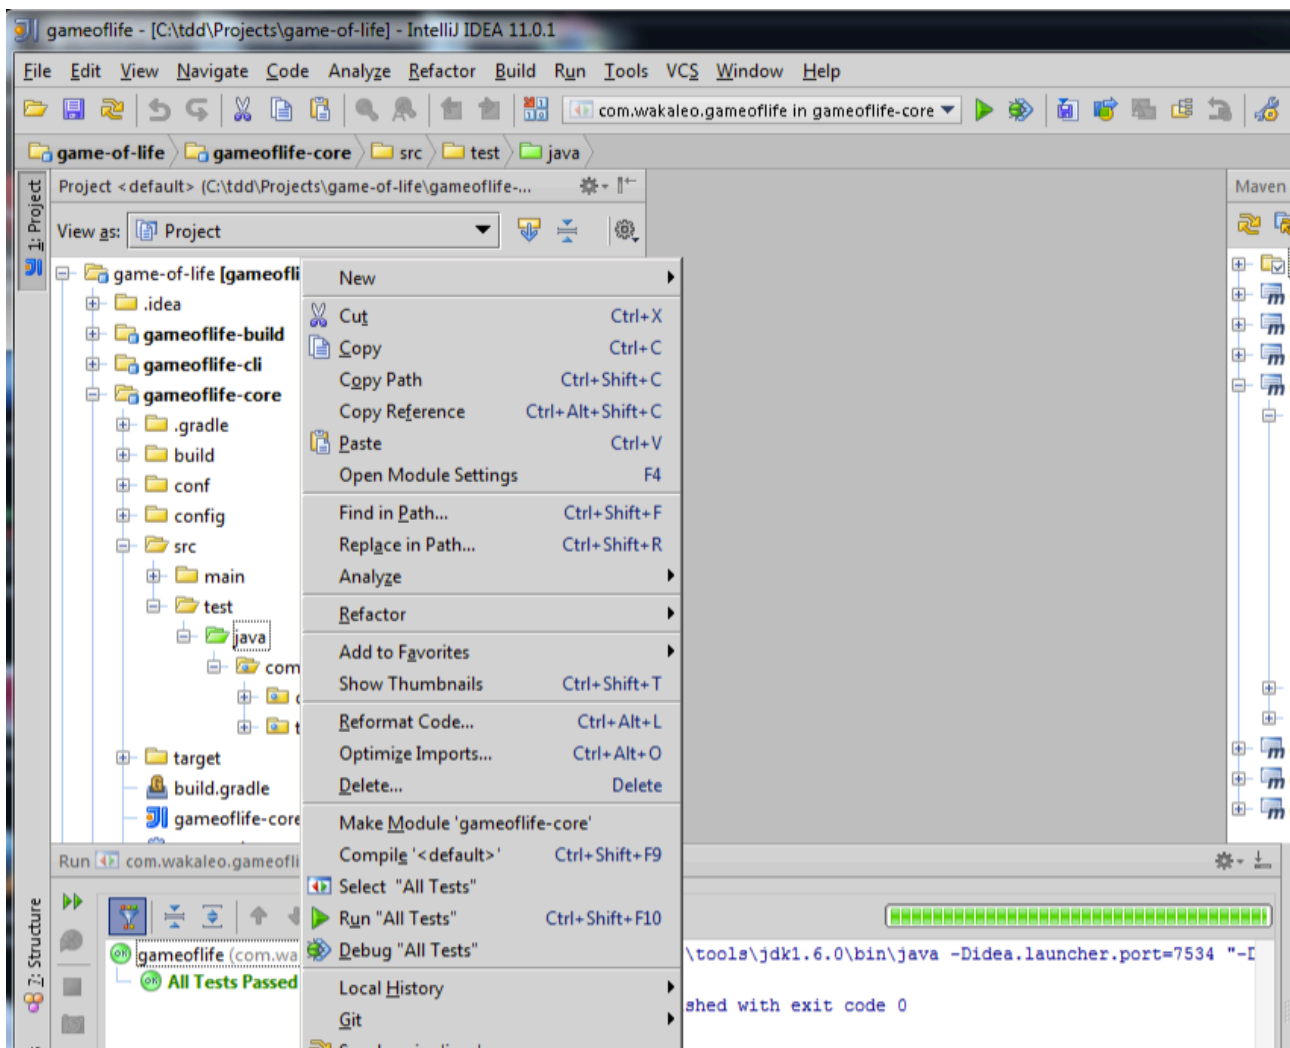 gameoflife - [C:\tdd\Projects\game-of-life] - IntelliJ IDEA 11.0.1
File Edit View Navigate Code Analyze Refactor Build Run Tools VCS Window Help
com.wakaleo.gameoflife in gameoflife-core
game-of-life gameoflife-core src test java
1: Project
Project <default> (C:\tdd\Projects\game-of-life\gameoflife-...
Maven
View as: Project
game-of-life [gameofli
.idea
gameoflife-build
gameoflife-cli
gameoflife-core
.gradle
build
conf
config
src
main
test
java
com
target
build.gradle
gameoflife-core
New
Cut Ctrl+X
Copy Ctrl+C
Copy Path Ctrl+Shift+C
Copy Reference Ctrl+Alt+Shift+C
Paste Ctrl+V
Open Module Settings F4
Find in Path... Ctrl+Shift+F
Replace in Path... Ctrl+Shift+R
Analyze
Refactor
Add to Favorites
Show Thumbnails Ctrl+Shift+T
Reformat Code... Ctrl+Alt+L
Optimize Imports... Ctrl+Alt+O
Delete... Delete
Make Module 'gameoflife-core'
Compile '<default>' Ctrl+Shift+F9
Select "All Tests"
Run "All Tests" Ctrl+Shift+F10
Debug "All Tests"
Local History
Git
Run com.wakaleo.gameofli
7: Structure
gameoflife (com.wa
All Tests Passed
\tools\jdk1.6.0\bin\java -Didea.launcher.port=7534 "-D
shed with exit code 0